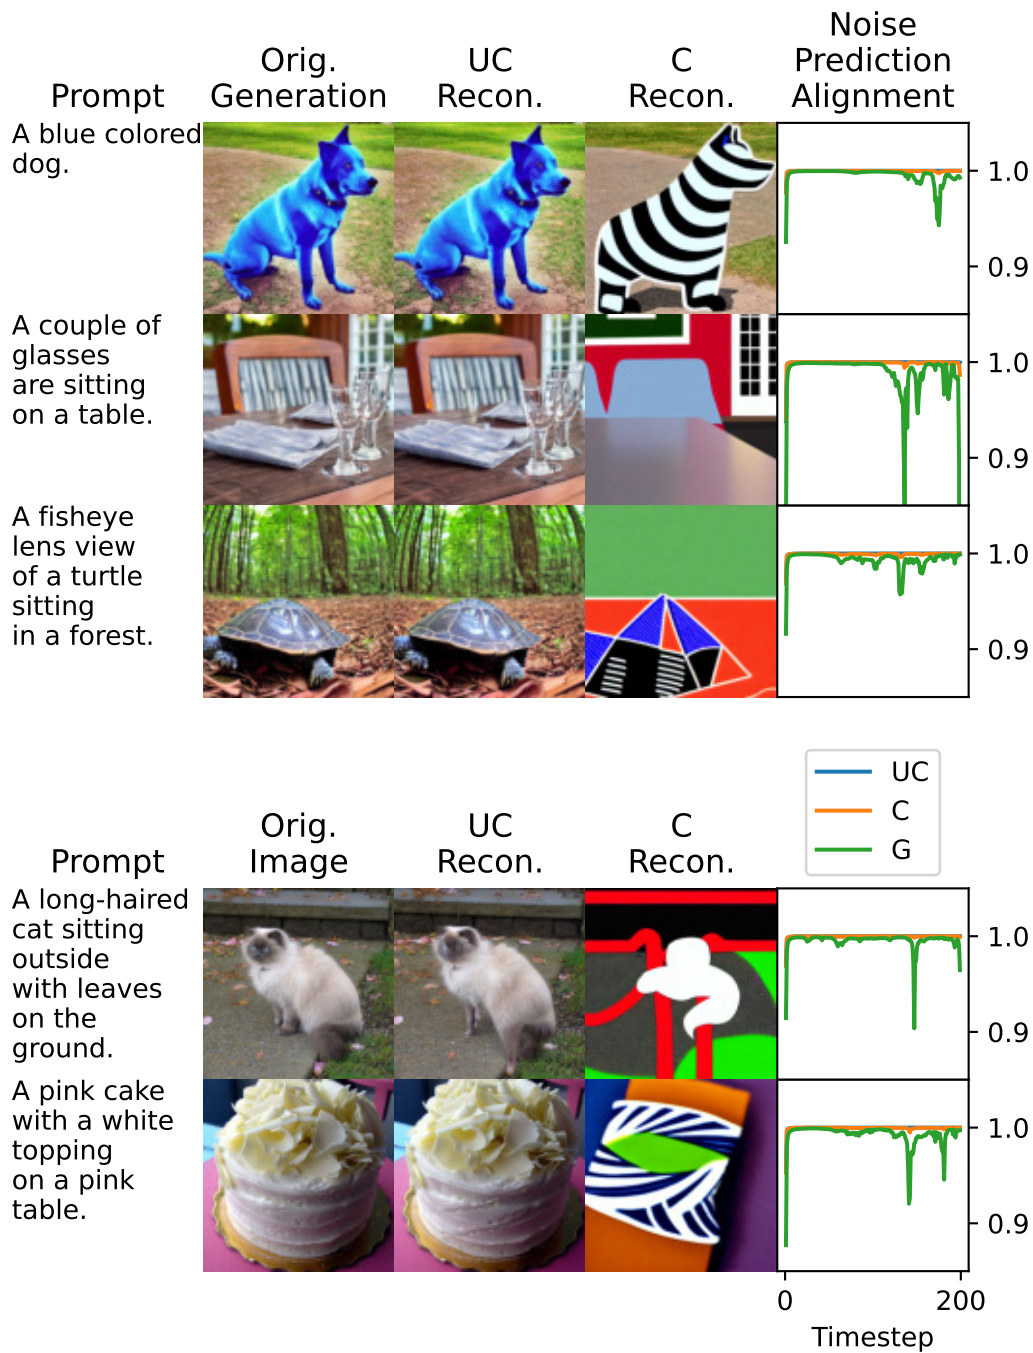 Prompt
Orig.
Generation
UC
Recon.
C
Recon.
Noise
Prediction
Alignment
A blue colored
dog.
1.0
0.9
A couple of
glasses
are sitting
on a table.
1.0
0.9
A fisheye
lens view
of a turtle
sitting
in a forest.
1.0
0.9
UC
C
G
Prompt
Orig.
Image
UC
Recon.
C
Recon.
A long-haired
cat sitting
outside
with leaves
on the
ground.
1.0
0.9
A pink cake
with a white
topping
on a pink
table.
1.0
0.9
0
200
Timestep